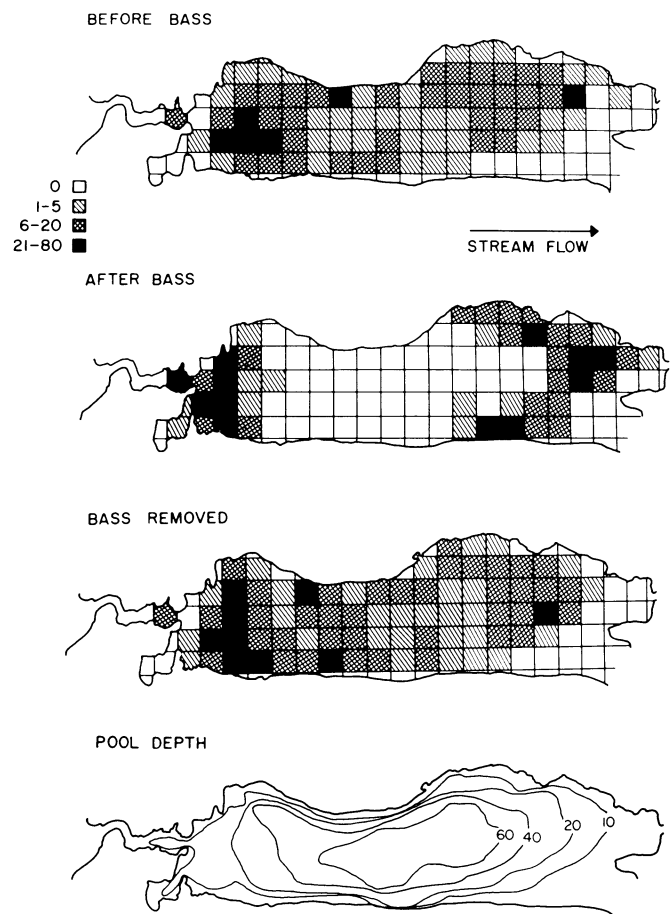 BEFORE BASS
0
1-5
6-20
21-80
STREAM FLOW
AFTER BASS
BASS REMOVED
POOL DEPTH
60
40
20
10